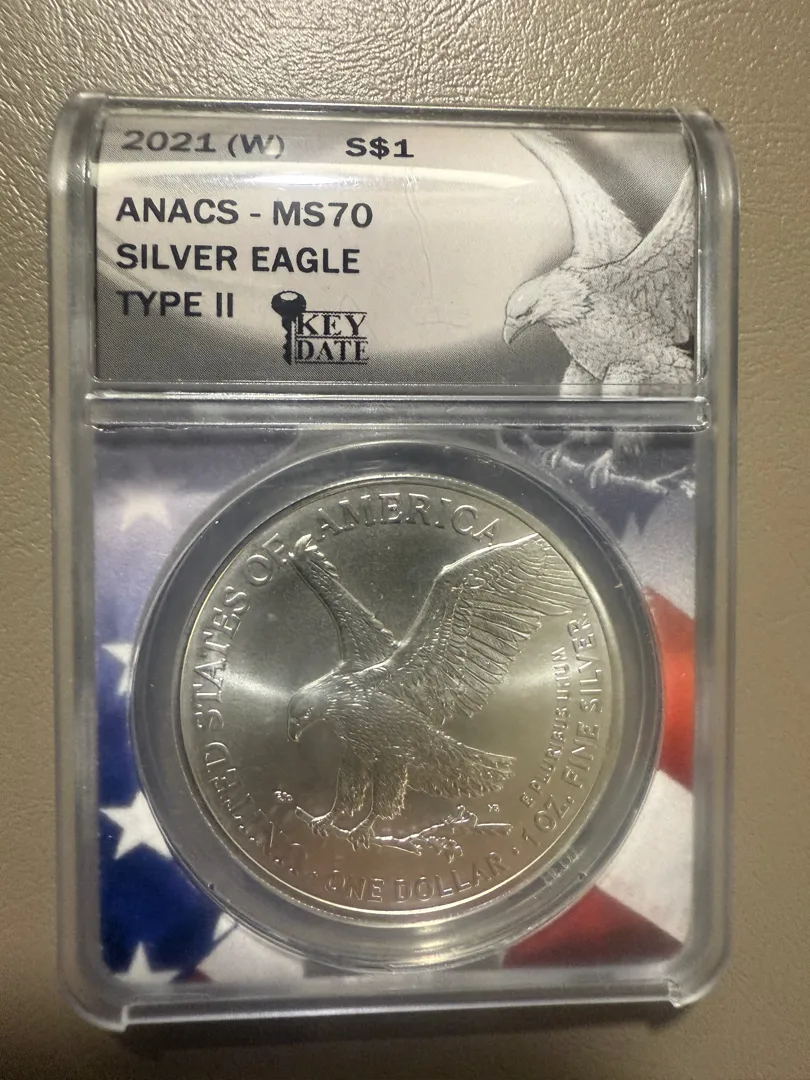 2021 (W) S$1
ANACS - MS70
SILVER EAGLE
TYPE II
KEY
DATE
UNITED STATES OF AMERICA
E PLURIBUS UNUM
· ONE DOLLAR · 1 OZ. FINE SILVER